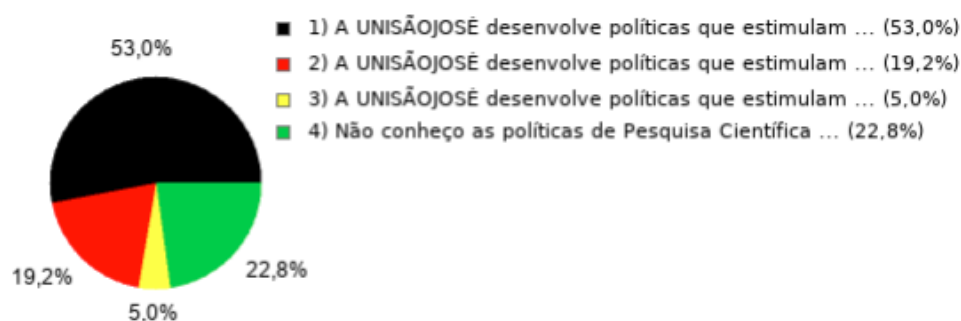 53,0%
1) A UNISÃOJOSÉ desenvolve políticas que estimulam ... (53,0%)
2) A UNISÃOJOSÉ desenvolve políticas que estimulam ... (19,2%)
3) A UNISÃOJOSÉ desenvolve políticas que estimulam ... (5,0%)
4) Não conheço as políticas de Pesquisa Científica ... (22,8%)
19,2%
22,8%
5,0%